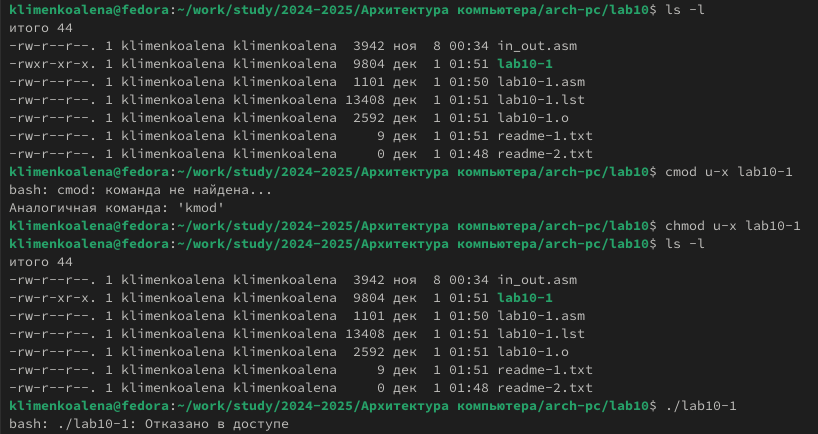 klimenkoalena@fedora:~/work/study/2024-2025/Архитектура компьютера/arch-pc/lab10$ ls -l
итого 44
-rw-r--r--. 1 klimenkoalena klimenkoalena  3942 ноя  8 00:34 in_out.asm
-rwxr-xr-x. 1 klimenkoalena klimenkoalena  9804 дек  1 01:51 lab10-1
-rw-r--r--. 1 klimenkoalena klimenkoalena  1101 дек  1 01:50 lab10-1.asm
-rw-r--r--. 1 klimenkoalena klimenkoalena 13408 дек  1 01:51 lab10-1.lst
-rw-r--r--. 1 klimenkoalena klimenkoalena  2592 дек  1 01:51 lab10-1.o
-rw-r--r--. 1 klimenkoalena klimenkoalena     9 дек  1 01:51 readme-1.txt
-rw-r--r--. 1 klimenkoalena klimenkoalena     0 дек  1 01:48 readme-2.txt
klimenkoalena@fedora:~/work/study/2024-2025/Архитектура компьютера/arch-pc/lab10$ cmod u-x lab10-1
bash: cmod: команда не найдена...
Аналогичная команда: 'kmod'
klimenkoalena@fedora:~/work/study/2024-2025/Архитектура компьютера/arch-pc/lab10$ chmod u-x lab10-1
klimenkoalena@fedora:~/work/study/2024-2025/Архитектура компьютера/arch-pc/lab10$ ls -l
итого 44
-rw-r--r--. 1 klimenkoalena klimenkoalena  3942 ноя  8 00:34 in_out.asm
-rw-r-xr-x. 1 klimenkoalena klimenkoalena  9804 дек  1 01:51 lab10-1
-rw-r--r--. 1 klimenkoalena klimenkoalena  1101 дек  1 01:50 lab10-1.asm
-rw-r--r--. 1 klimenkoalena klimenkoalena 13408 дек  1 01:51 lab10-1.lst
-rw-r--r--. 1 klimenkoalena klimenkoalena  2592 дек  1 01:51 lab10-1.o
-rw-r--r--. 1 klimenkoalena klimenkoalena     9 дек  1 01:51 readme-1.txt
-rw-r--r--. 1 klimenkoalena klimenkoalena     0 дек  1 01:48 readme-2.txt
klimenkoalena@fedora:~/work/study/2024-2025/Архитектура компьютера/arch-pc/lab10$ ./lab10-1
bash: ./lab10-1: Отказано в доступе